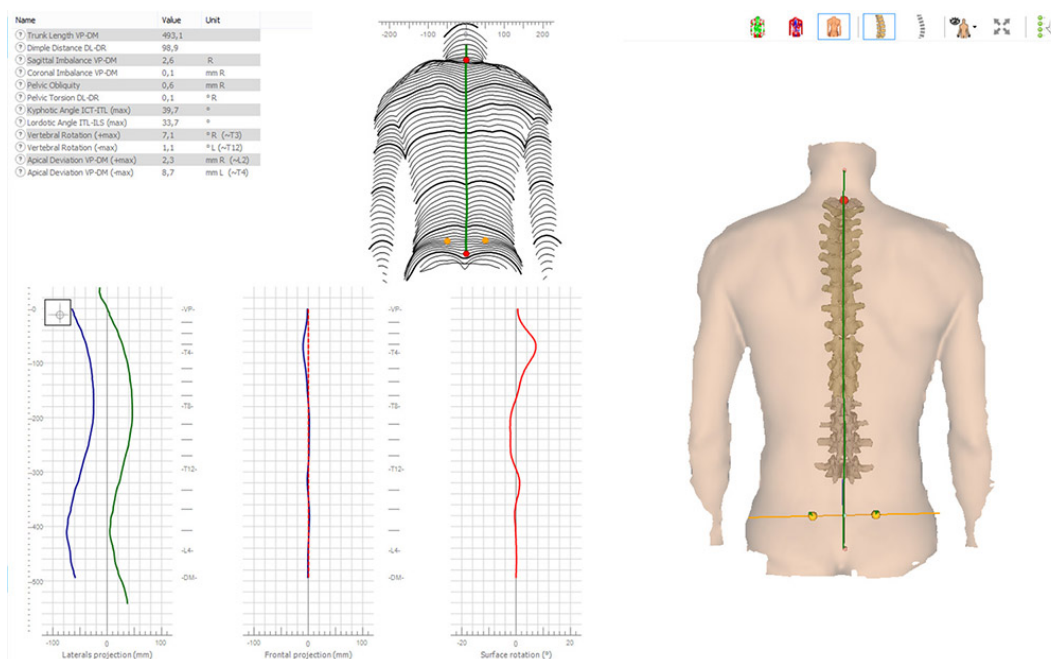 Name Value Unit
Trunk Length VP-DM 493,1
Dimple Distance DL-DR 98,9
Sagittal Imbalance VP-DM 2,6 R
Coronal Imbalance VP-DM 0,1 mm R
Pelvic Obliquity 0,6 mm R
Pelvic Torsion DL-DR 0,1 ° R
Kyphotic Angle ICT-ITL (max) 39,7 °
Lordotic Angle ITL-ILS (max) 33,7 °
Vertebral Rotation (+max) 7,1 ° R (~T3)
Vertebral Rotation (-max) 1,1 ° L (~T12)
Apical Deviation VP-DM (+max) 2,3 mm R (~L2)
Apical Deviation VP-DM (-max) 8,7 mm L (~T4)
-200 -100 0 100 200
-0 -VP- -VP-
-T4- -T4-
-100
-T8- -T8-
-200
-T12- -T12-
-300
-400
-L4- -L4-
-DM- -DM-
-500
-100 0 100 -100 0 100 -20 0 20
Laterals projection (mm) Frontal projection (mm) Surface rotation (°)